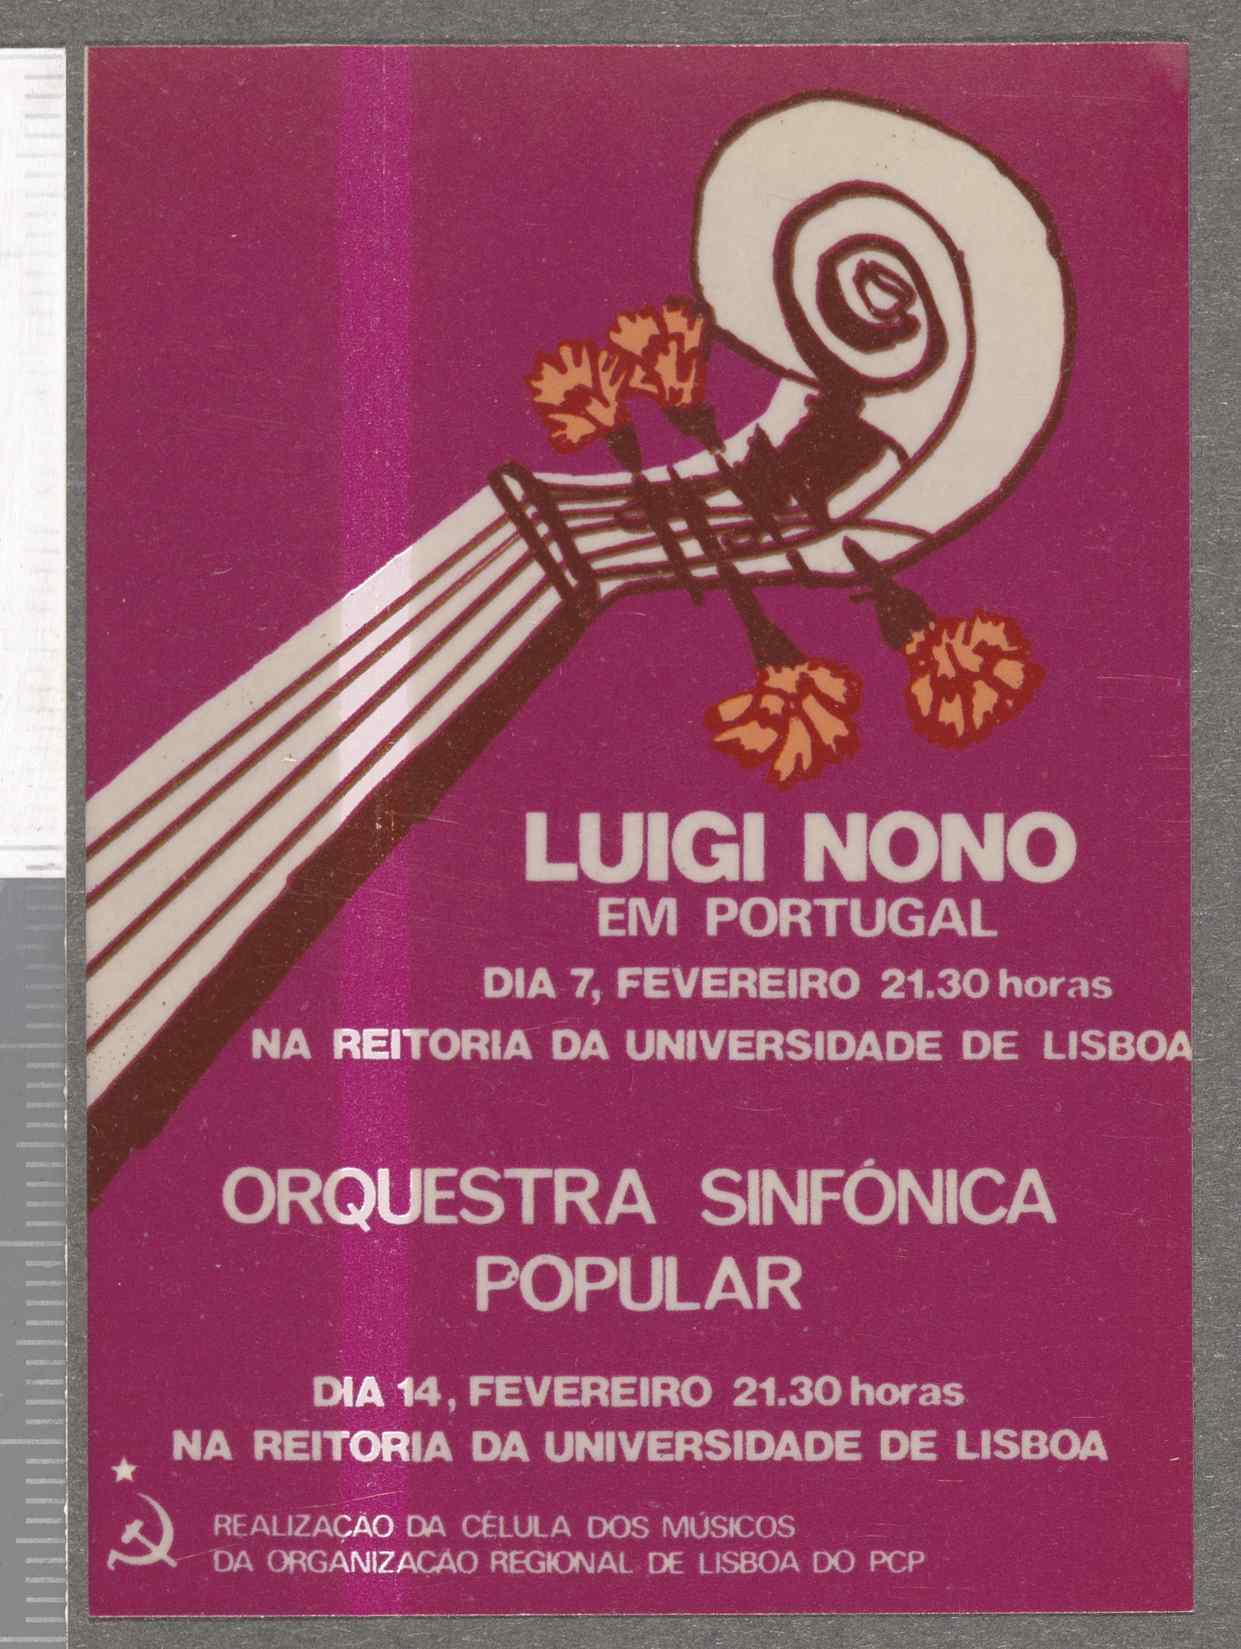 LUIGI NONO
EM PORTUGAL
DIA 7, FEVEREIRO 21.30 horas
NA REITORIA DA UNIVERSIDADE DE LISBOA
ORQUESTRA SINFÓNICA
POPULAR
DIA 14, FEVEREIRO 21.30 horas
NA REITORIA DA UNIVERSIDADE DE LISBOA
REALIZAÇÃO DA CÉLULA DOS MÚSICOS
DA ORGANIZAÇÃO REGIONAL DE LISBOA DO PCP